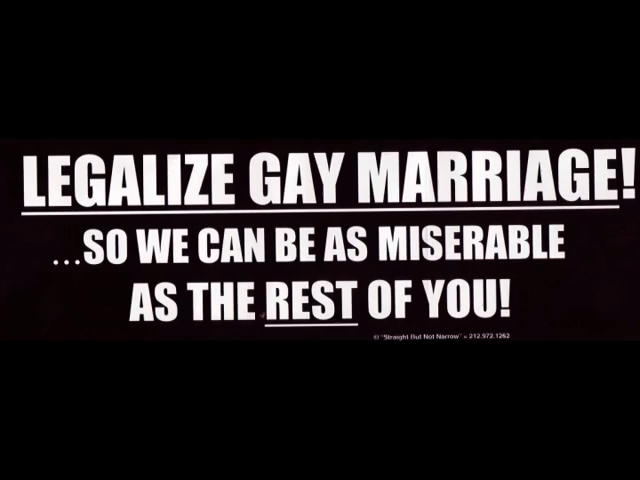 LEGALIZE GAY MARRIAGE!
...SO WE CAN BE AS MISERABLE
AS THE REST OF YOU!
© "Straight But Not Narrow" • 212.972.1262